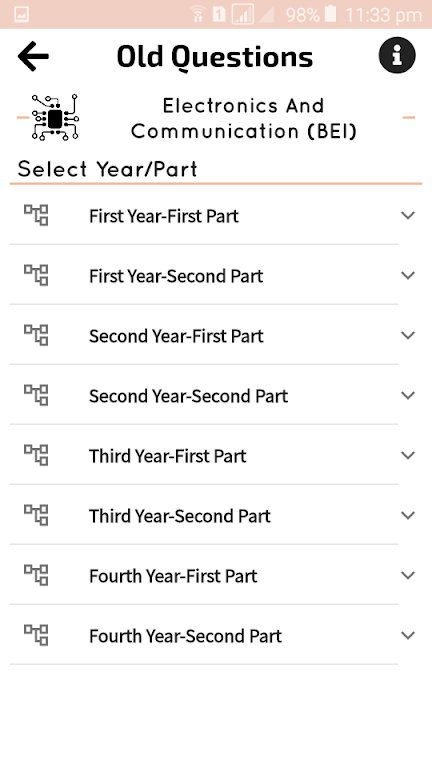 1 98% 11:33 pm
Old Questions
i
Electronics And
Communication (BEI)
Select Year/Part
First Year-First Part
First Year-Second Part
Second Year-First Part
Second Year-Second Part
Third Year-First Part
Third Year-Second Part
Fourth Year-First Part
Fourth Year-Second Part